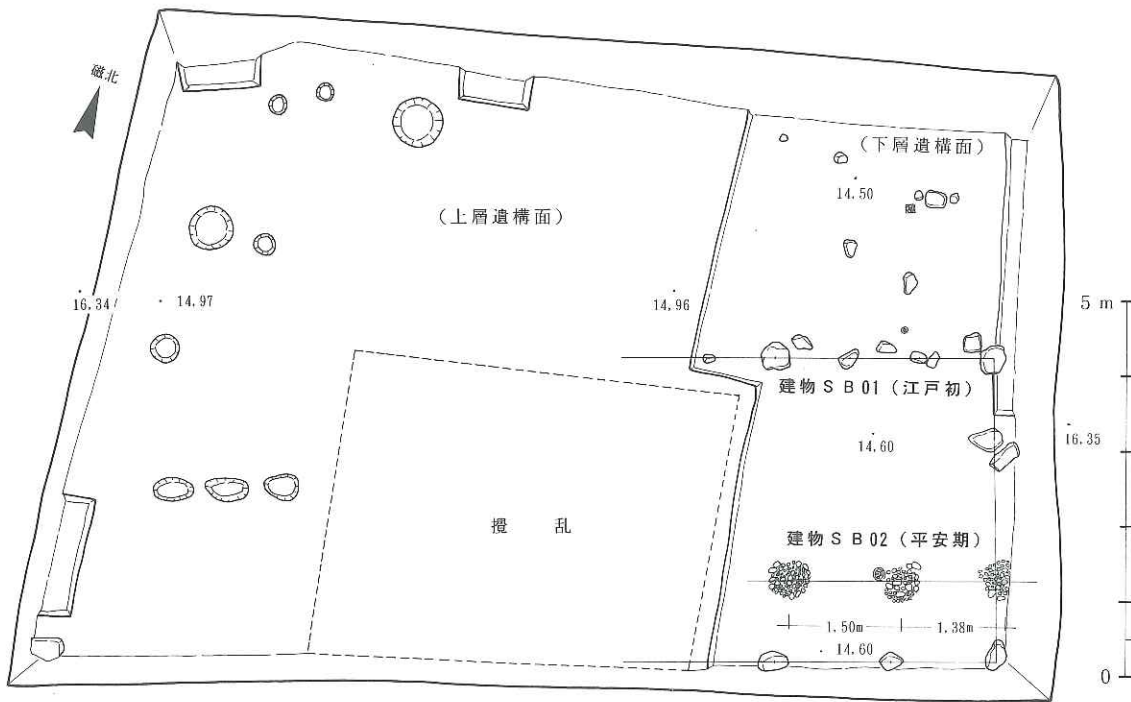 磁北
(下層遺構面)
14.50
(上層遺構面)
16.34
14.97
14.96
5 m
建物SB01(江戸初)
14.60
16.35
攪 乱
建物SB02(平安期)
1.50m
1.38m
14.60
0